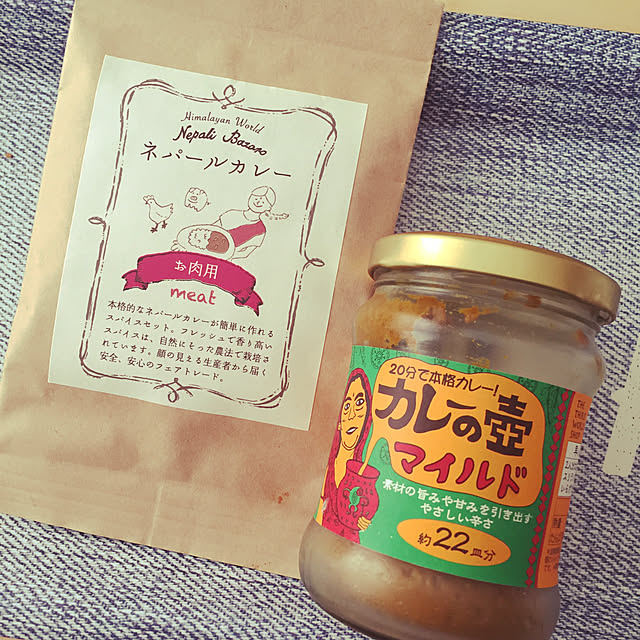 Himalayan World
Nepali Bazaro
ネパールカレー
お肉用
meat
本格的なネパールカレーが簡単に作れる
スパイスセット。フレッシュで香り高い
スパイスは、自然にそった農法で栽培さ
れています。顔の見える生産者から届く
安全、安心のフェアトレード。
20分で本格カレー!
カレーの壺
マイルド
素材の旨みや甘みを引き出す
やさしい辛さ
約22皿分
THE
THIRD
WORLD
SHOP